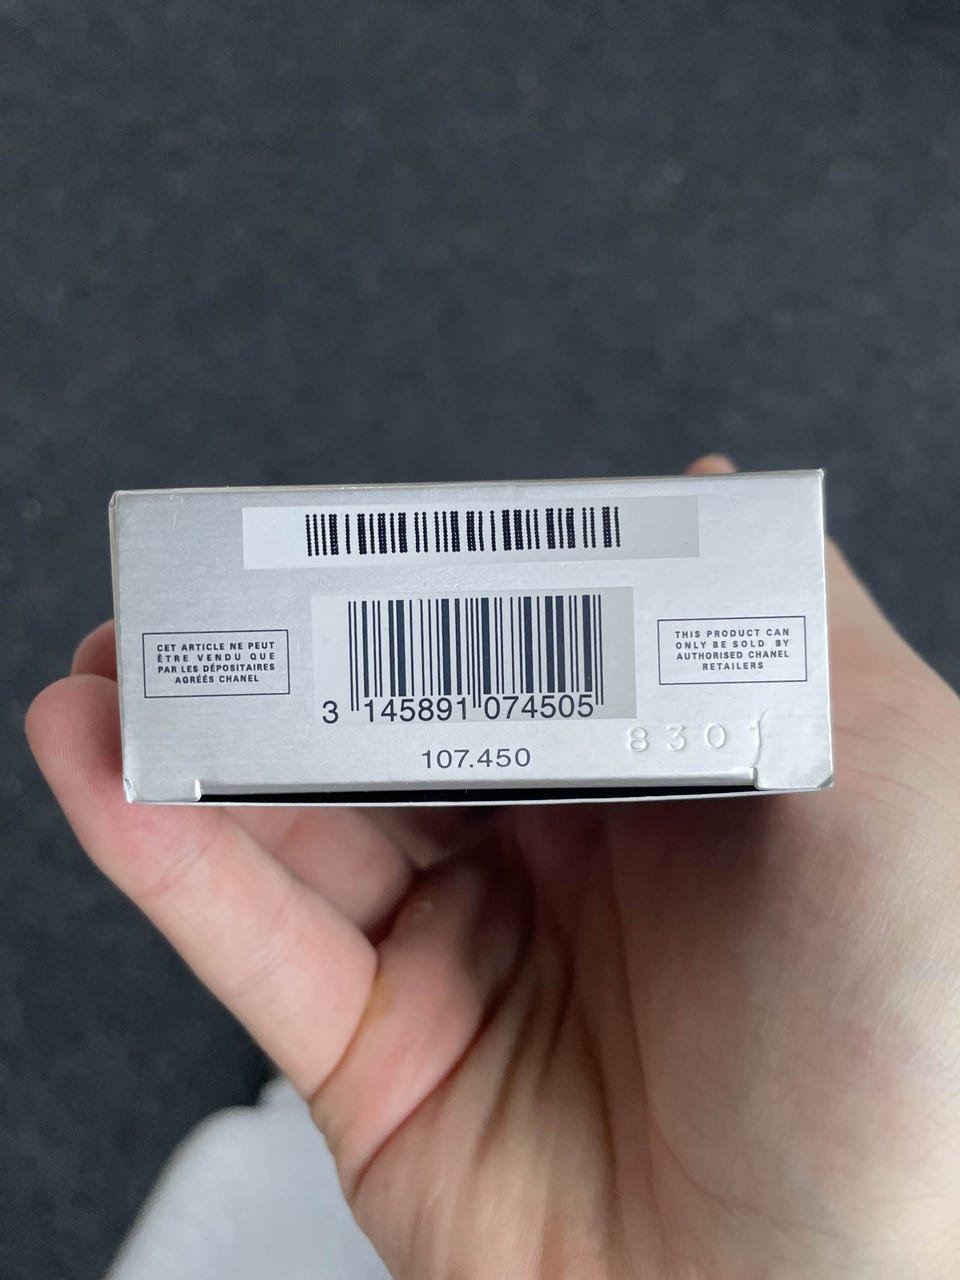 CET ARTICLE NE PEUT
ÊTRE VENDU QUE
PAR LES DÉPOSITAIRES
AGRÉÉS CHANEL
THIS PRODUCT CAN
ONLY BE SOLD BY
AUTHORISED CHANEL
RETAILERS
3 145891 074505
8301
107.450